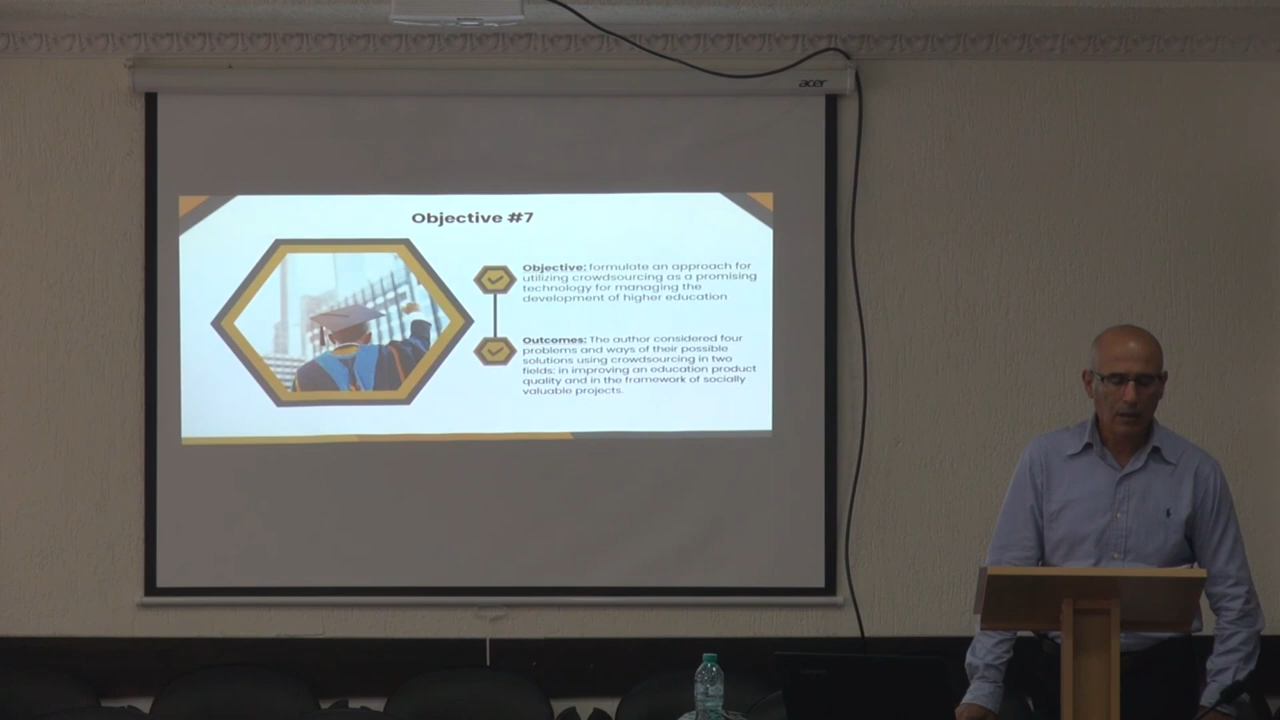 acer
Objective #7
Objective: formulate an approach for
utilizing crowdsourcing as a promising
technology for managing the
development of higher education
Outcomes: The author considered four
problems and ways of their possible
solutions using crowdsourcing in two
fields: in improving an education product
quality and in the framework of socially
valuable projects.